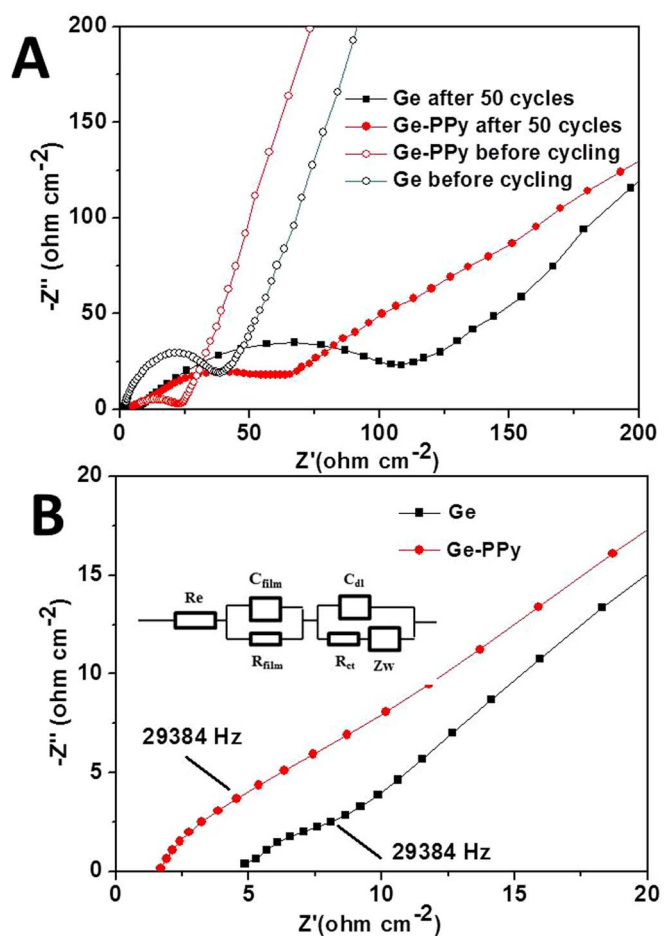 A
200
150
100
50
0
-Z'' (ohm cm⁻²)
Ge after 50 cycles
Ge-PPy after 50 cycles
Ge-PPy before cycling
Ge before cycling
0 50 100 150 200
Z'(ohm cm⁻²)
B
20
15
10
5
0
-Z'' (ohm cm⁻²)
Ge
Ge-PPy
Re
C_film
R_film
C_dl
R_ct
Zw
29384 Hz
29384 Hz
0 5 10 15 20
Z'(ohm cm⁻²)